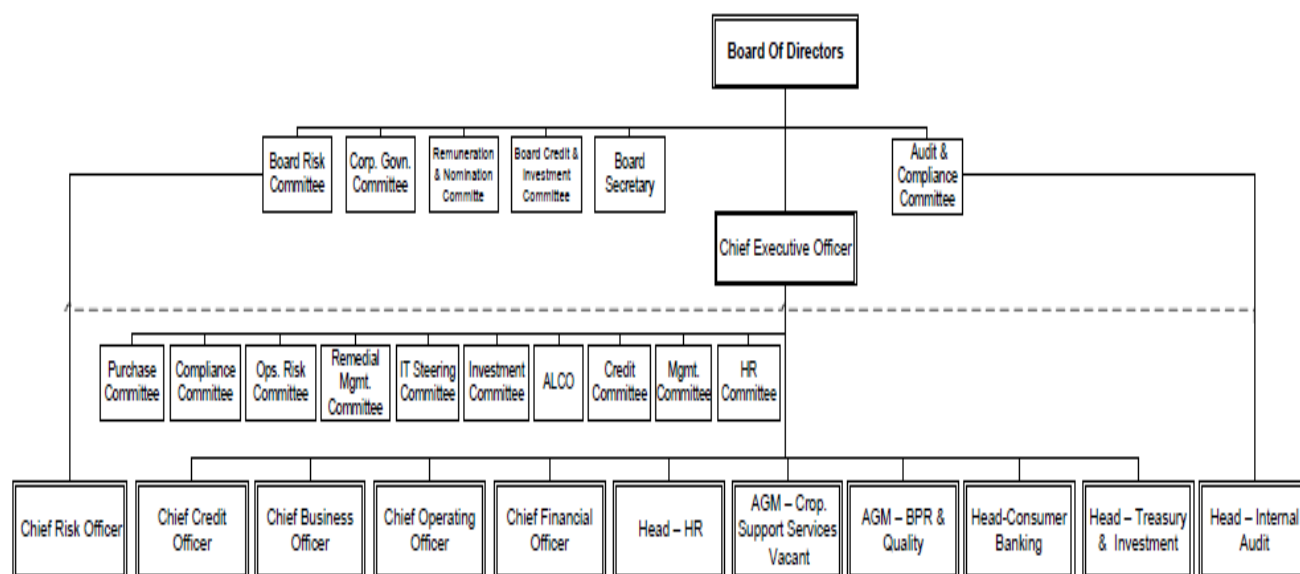 Board Of Directors
Board Risk
Committee
Corp. Govn.
Committee
Remuneration
& Nomination
Committe
Board Credit &
Investment
Committee
Board
Secretary
Audit &
Compliance
Committee
Chief Executive Officer
Purchase
Committee
Compliance
Committee
Ops. Risk
Committee
Remedial
Mgmt.
Committee
IT Steering
Committee
Investment
Committee
ALCO
Credit
Committee
Mgmt.
Committee
HR
Committee
Chief Risk Officer
Chief Credit
Officer
Chief Business
Officer
Chief Operating
Officer
Chief Financial
Officer
Head – HR
AGM – Crop.
Support Services
Vacant
AGM – BPR &
Quality
Head-Consumer
Banking
Head – Treasury
& Investment
Head – Internal
Audit